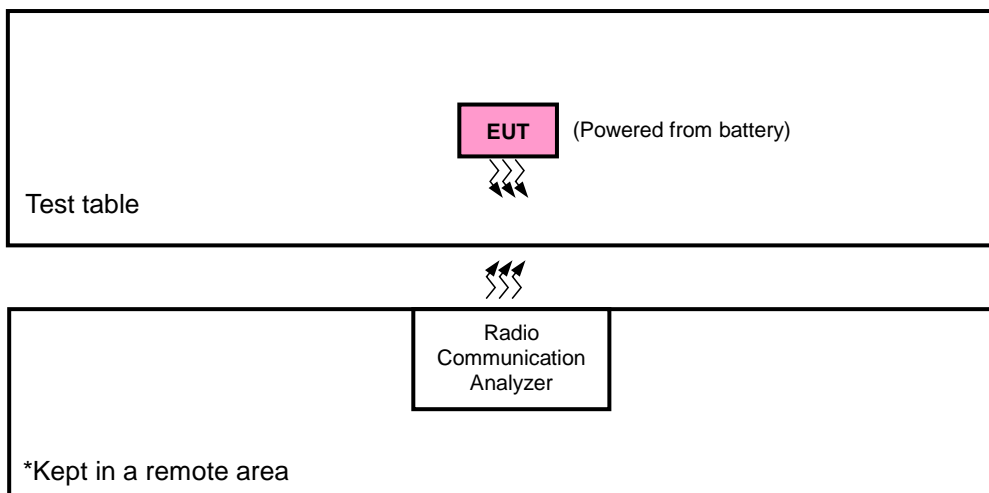 EUT
(Powered from battery)
Test table
Radio
Communication
Analyzer
*Kept in a remote area